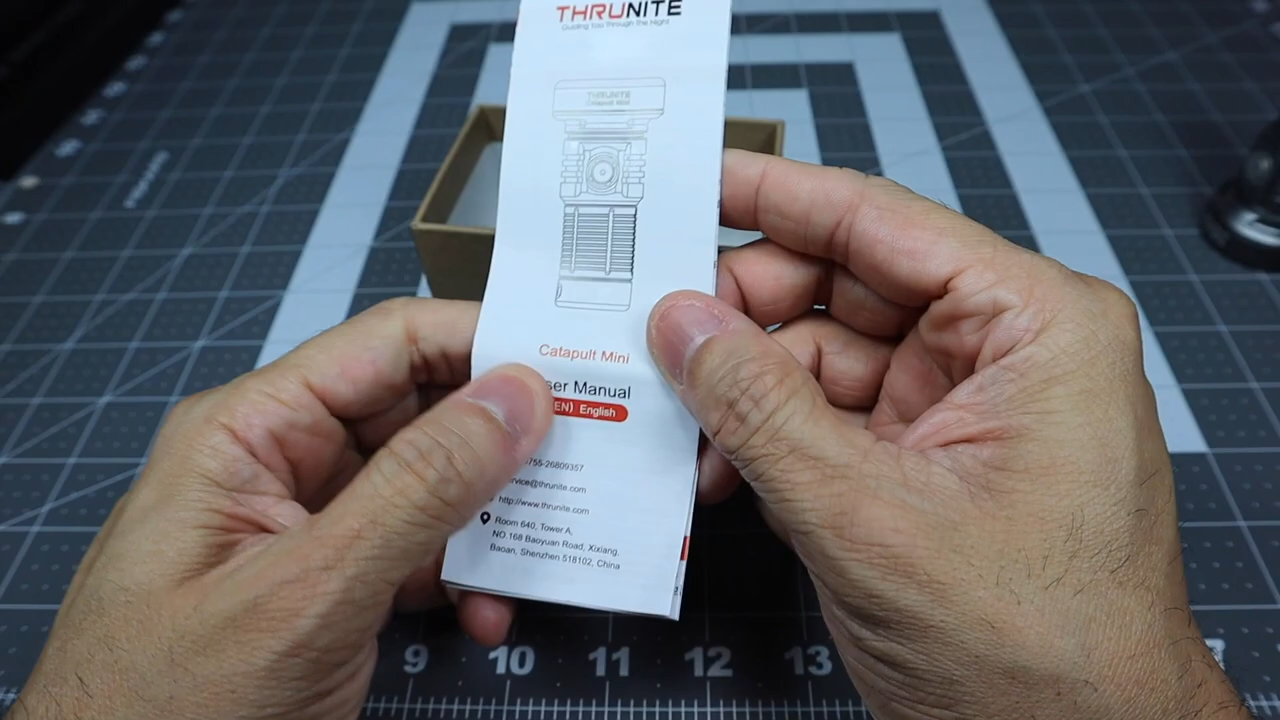 THRUNITE
Guiding You Through the Night
THRUNITE
Catapult Mini
Catapult Mini
ser Manual
EN) English
755-26809357
rvice@thrunite.com
http://www.thrunite.com
Room 640, Tower A,
NO.168 Baoyuan Road, Xixiang,
Baoan, Shenzhen 518102, China
9 10 11 12 13